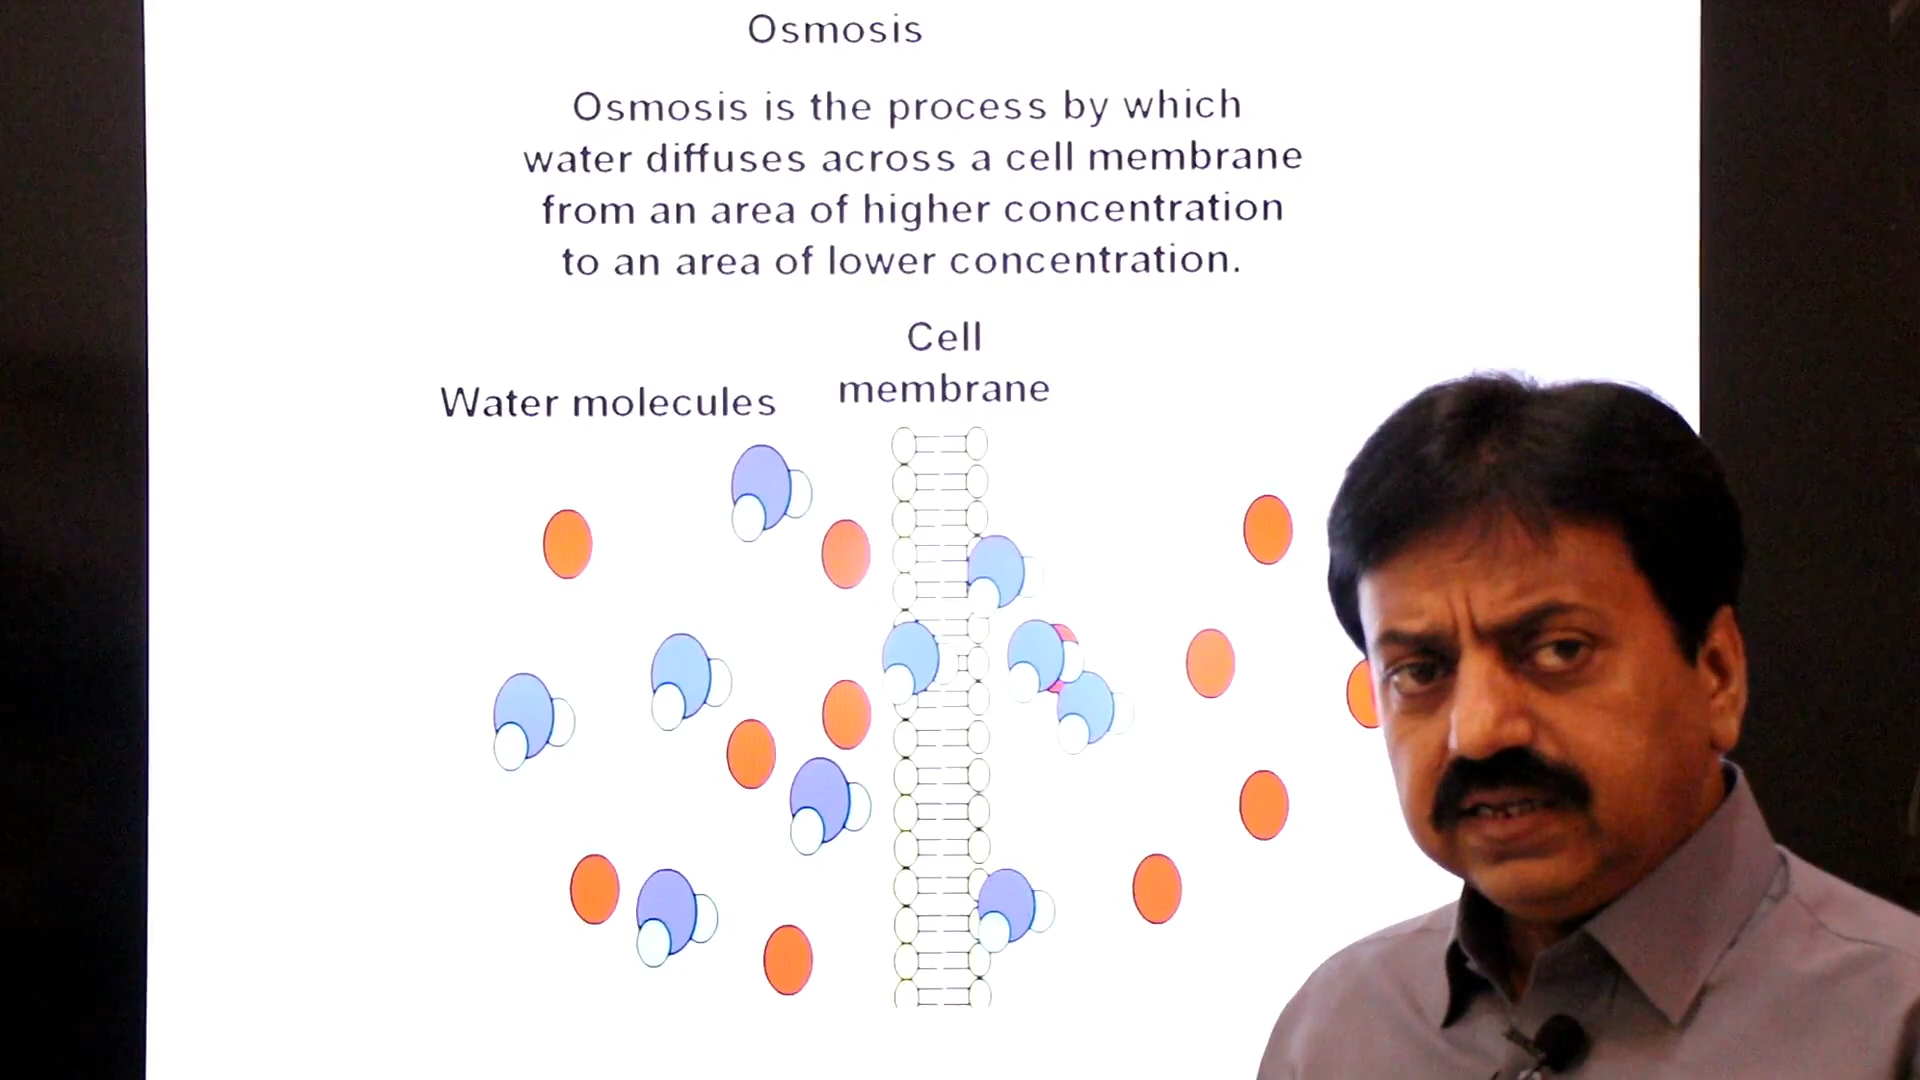 Osmosis
Osmosis is the process by which
water diffuses across a cell membrane
from an area of higher concentration
to an area of lower concentration.
Cell
membrane
Water molecules